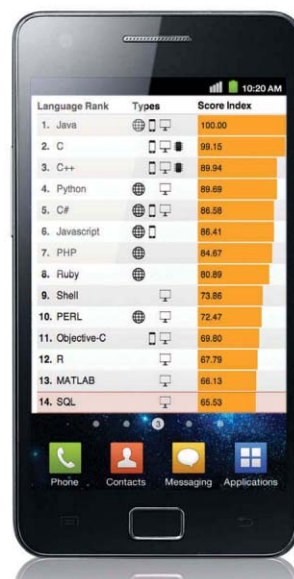 10:20 AM
Language Rank Types Score Index
1. Java 100.00
2. C 99.15
3. C++ 89.94
4. Python 89.69
5. C# 86.58
6. Javascript 86.41
7. PHP 84.67
8. Ruby 80.89
9. Shell 73.86
10. PERL 72.47
11. Objective-C 69.80
12. R 67.79
13. MATLAB 66.13
14. SQL 65.53
3
Phone Contacts Messaging Applications